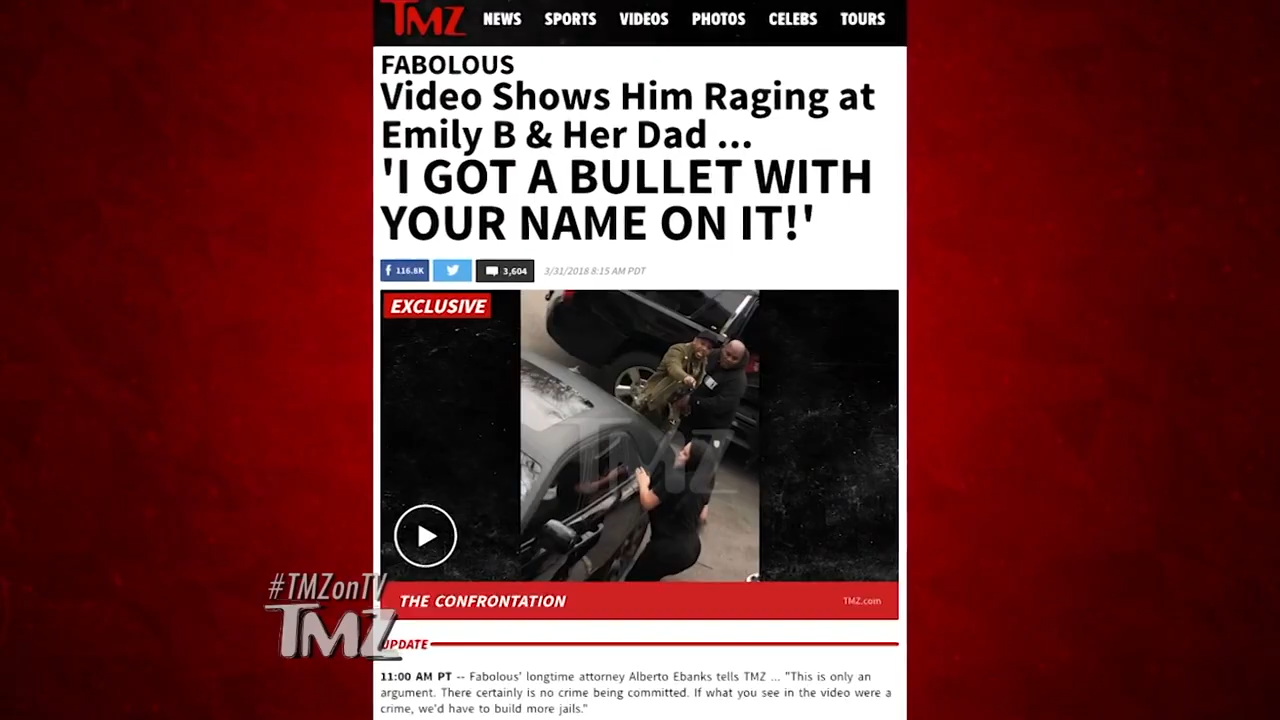 TMZ NEWS SPORTS VIDEOS PHOTOS CELEBS TOURS
FABOLOUS
Video Shows Him Raging at
Emily B & Her Dad ...
'I GOT A BULLET WITH
YOUR NAME ON IT!'
116.8K 3,604 3/31/2018 8:15 AM PDT
EXCLUSIVE
TMZ
THE CONFRONTATION TMZ.com
#TMZonTV
TMZ
UPDATE
11:00 AM PT -- Fabolous' longtime attorney Alberto Ebanks tells TMZ ... "This is only an
argument. There certainly is no crime being committed. If what you see in the video were a
crime, we'd have to build more jails."